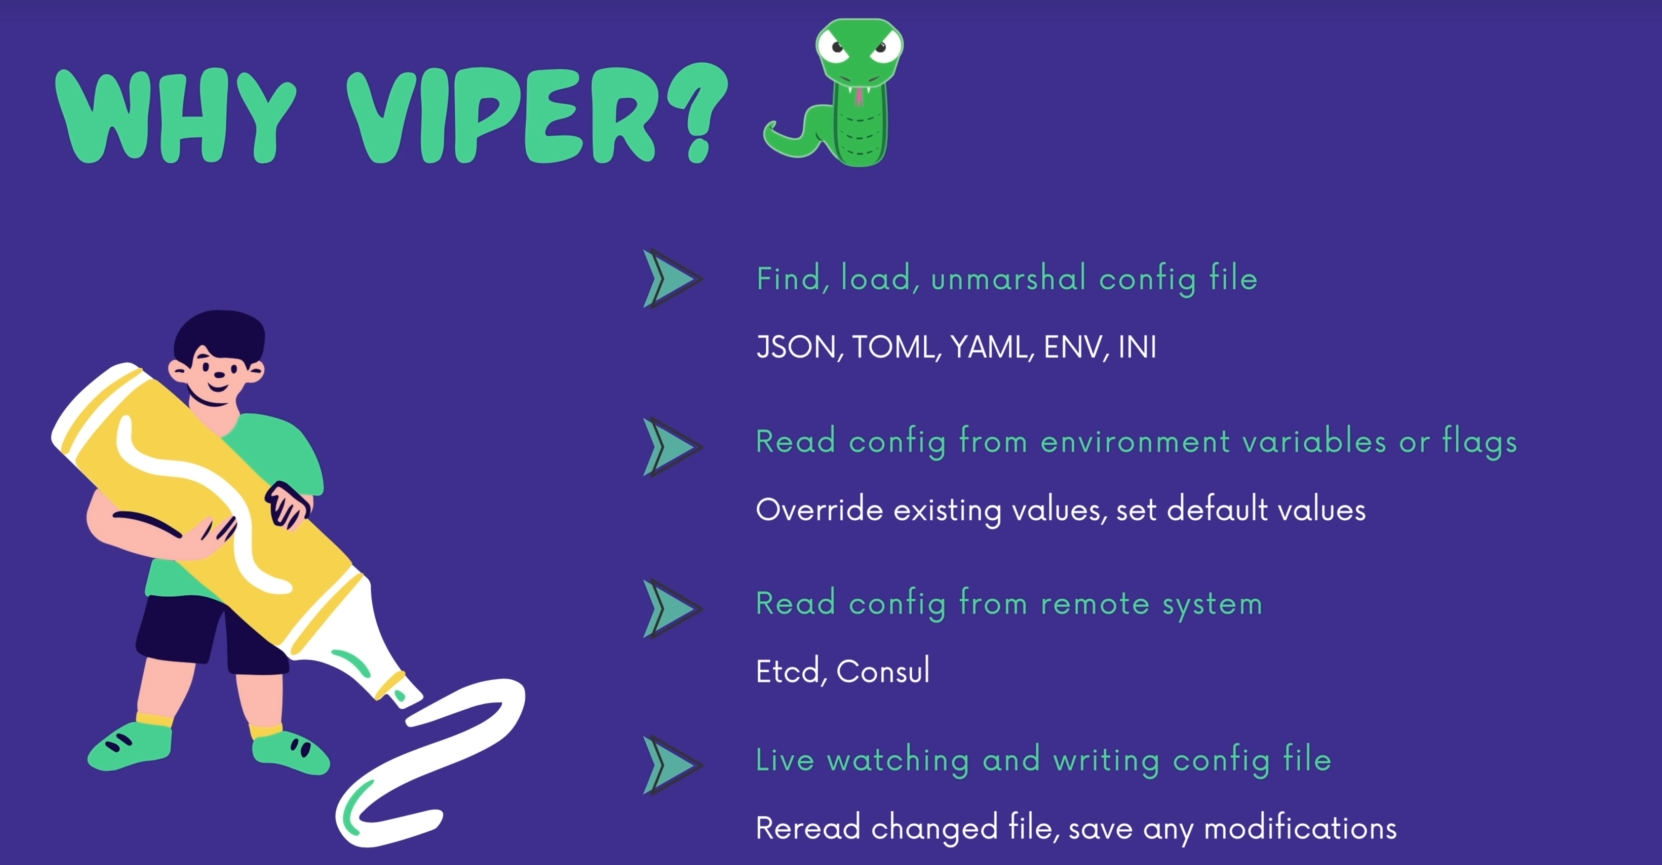 WHY VIPER?
Find, load, unmarshal config file
JSON, TOML, YAML, ENV, INI
Read config from environment variables or flags
Override existing values, set default values
Read config from remote system
Etcd, Consul
Live watching and writing config file
Reread changed file, save any modifications